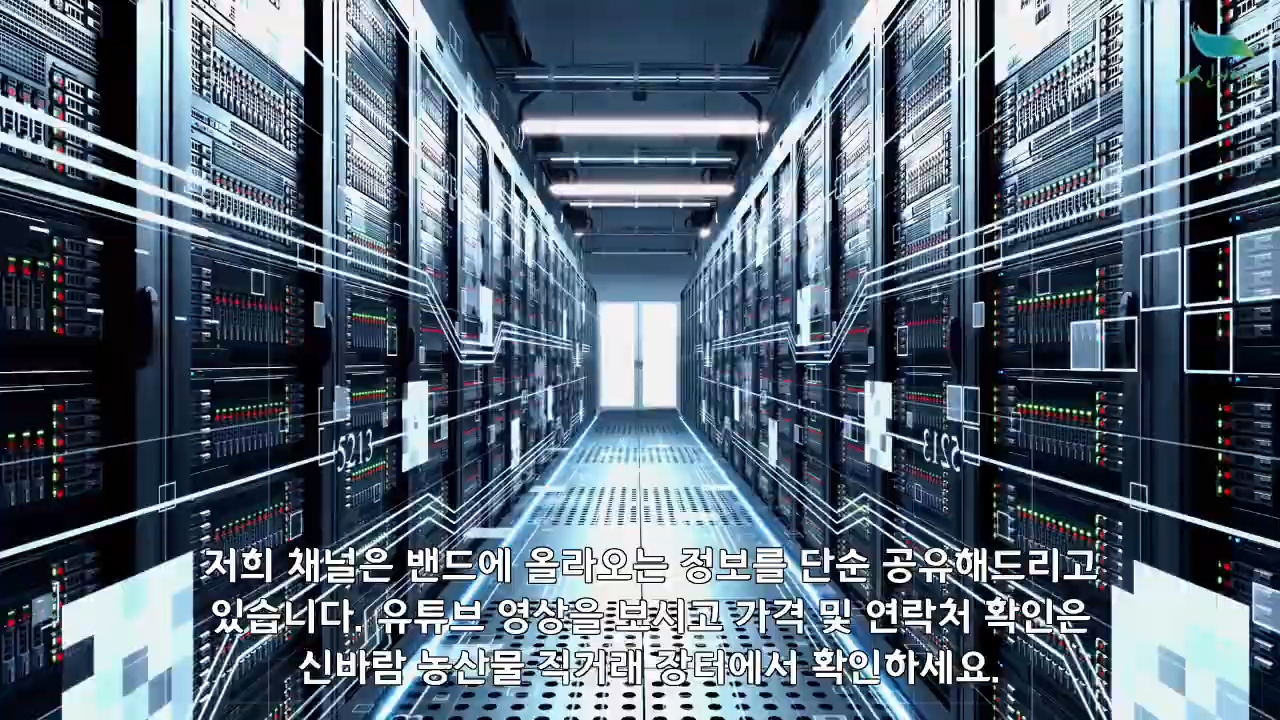 저희 채널은 밴드에 올라오는 정보를 단순 공유해드리고
있습니다. 유튜브 영상을 보시고 가격 및 연락처 확인은
신바람 농산물 직거래 장터에서 확인하세요.